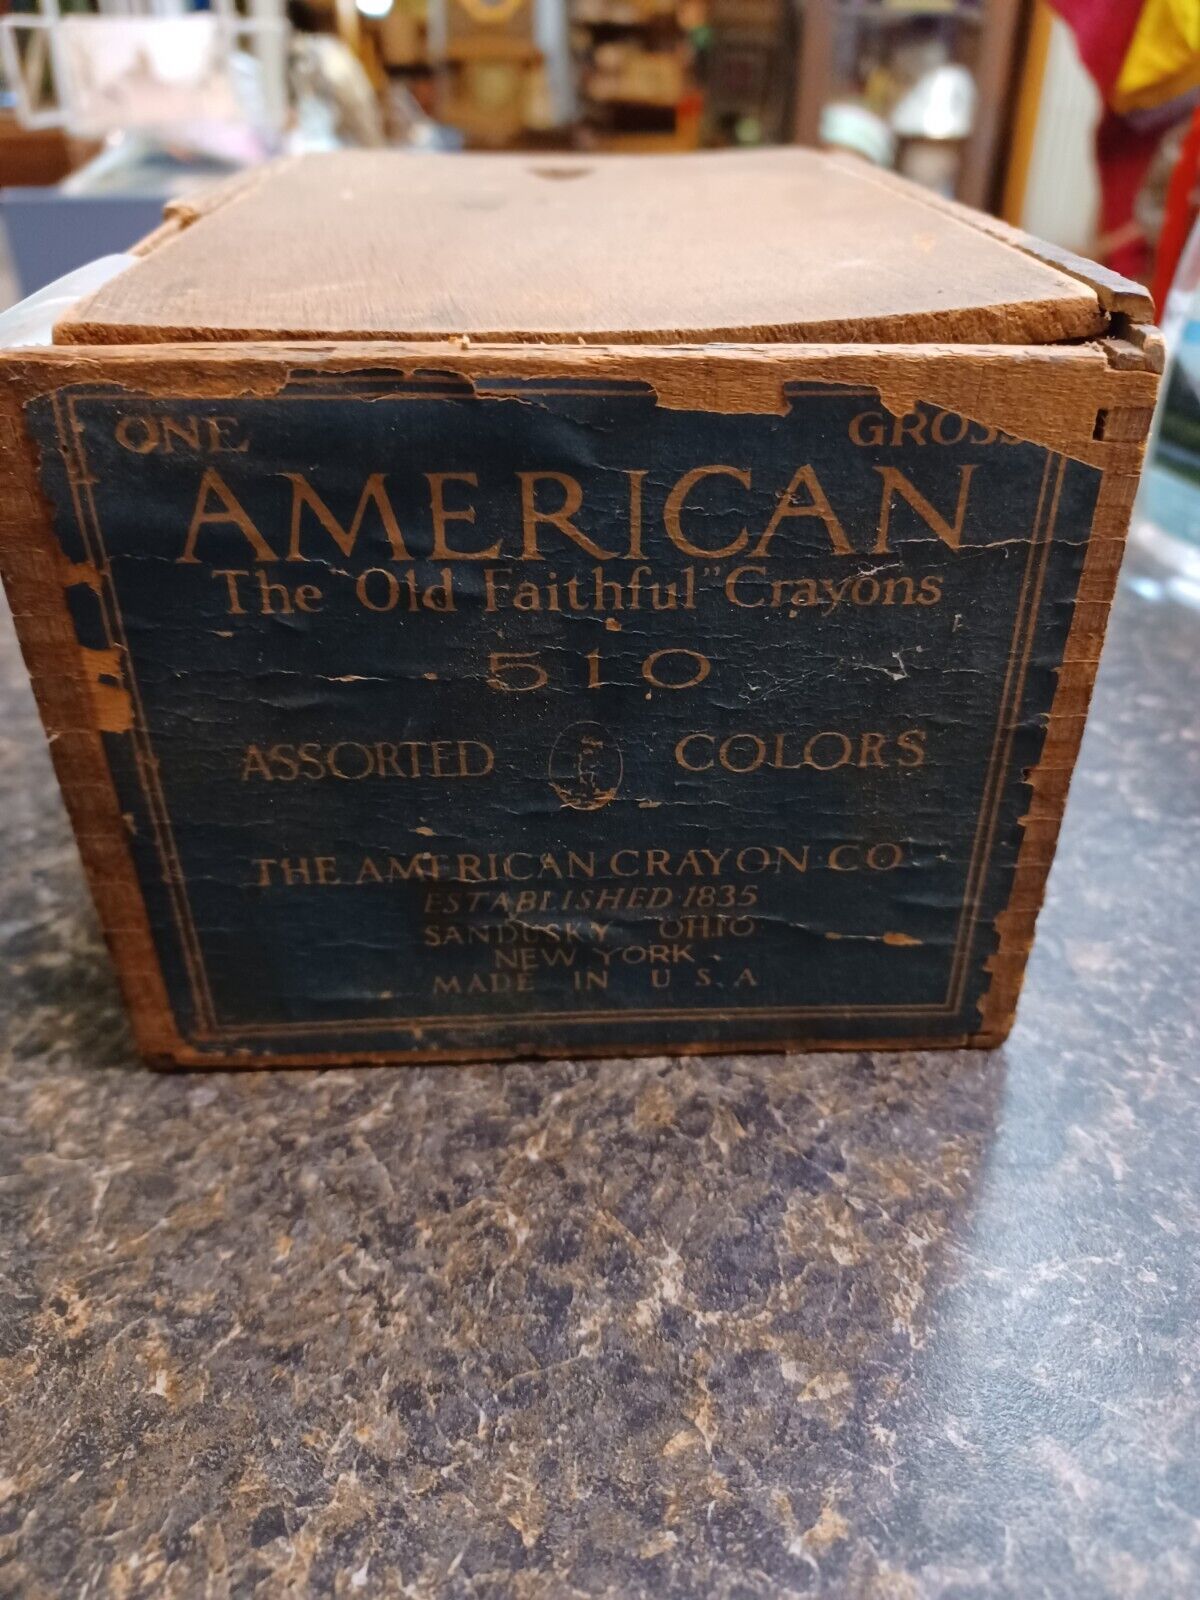 ONE GROSS
AMERICAN
The "Old Faithful" Crayons
510
ASSORTED COLORS
THE AMERICAN CRAYON CO
ESTABLISHED 1835
SANDUSKY OHIO
NEW YORK
MADE IN U.S.A